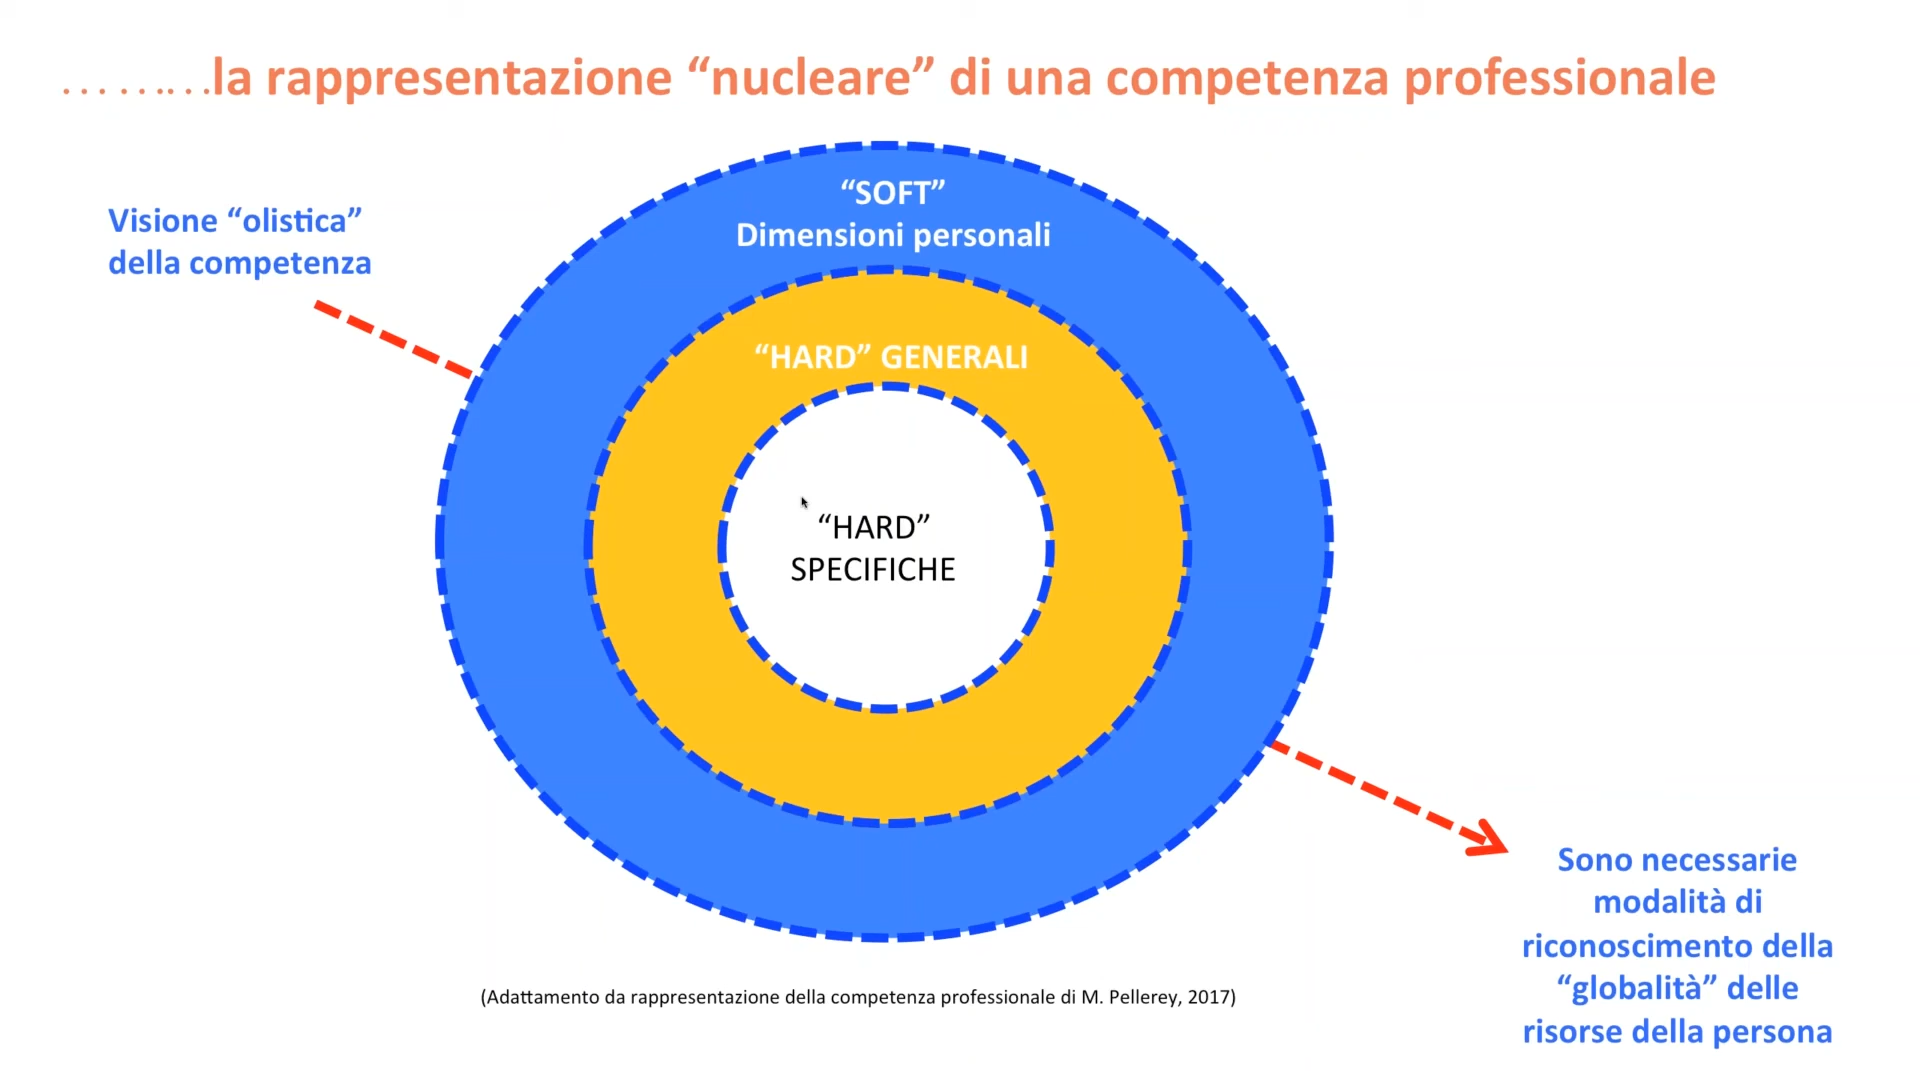 ………..…la rappresentazione “nucleare” di una competenza professionale
Visione “olistica”
della competenza
“SOFT”
Dimensioni personali
“HARD” GENERALI
“HARD”
SPECIFICHE
Sono necessarie
modalità di
riconoscimento della
“globalità” delle
risorse della persona
(Adattamento da rappresentazione della competenza professionale di M. Pellerey, 2017)